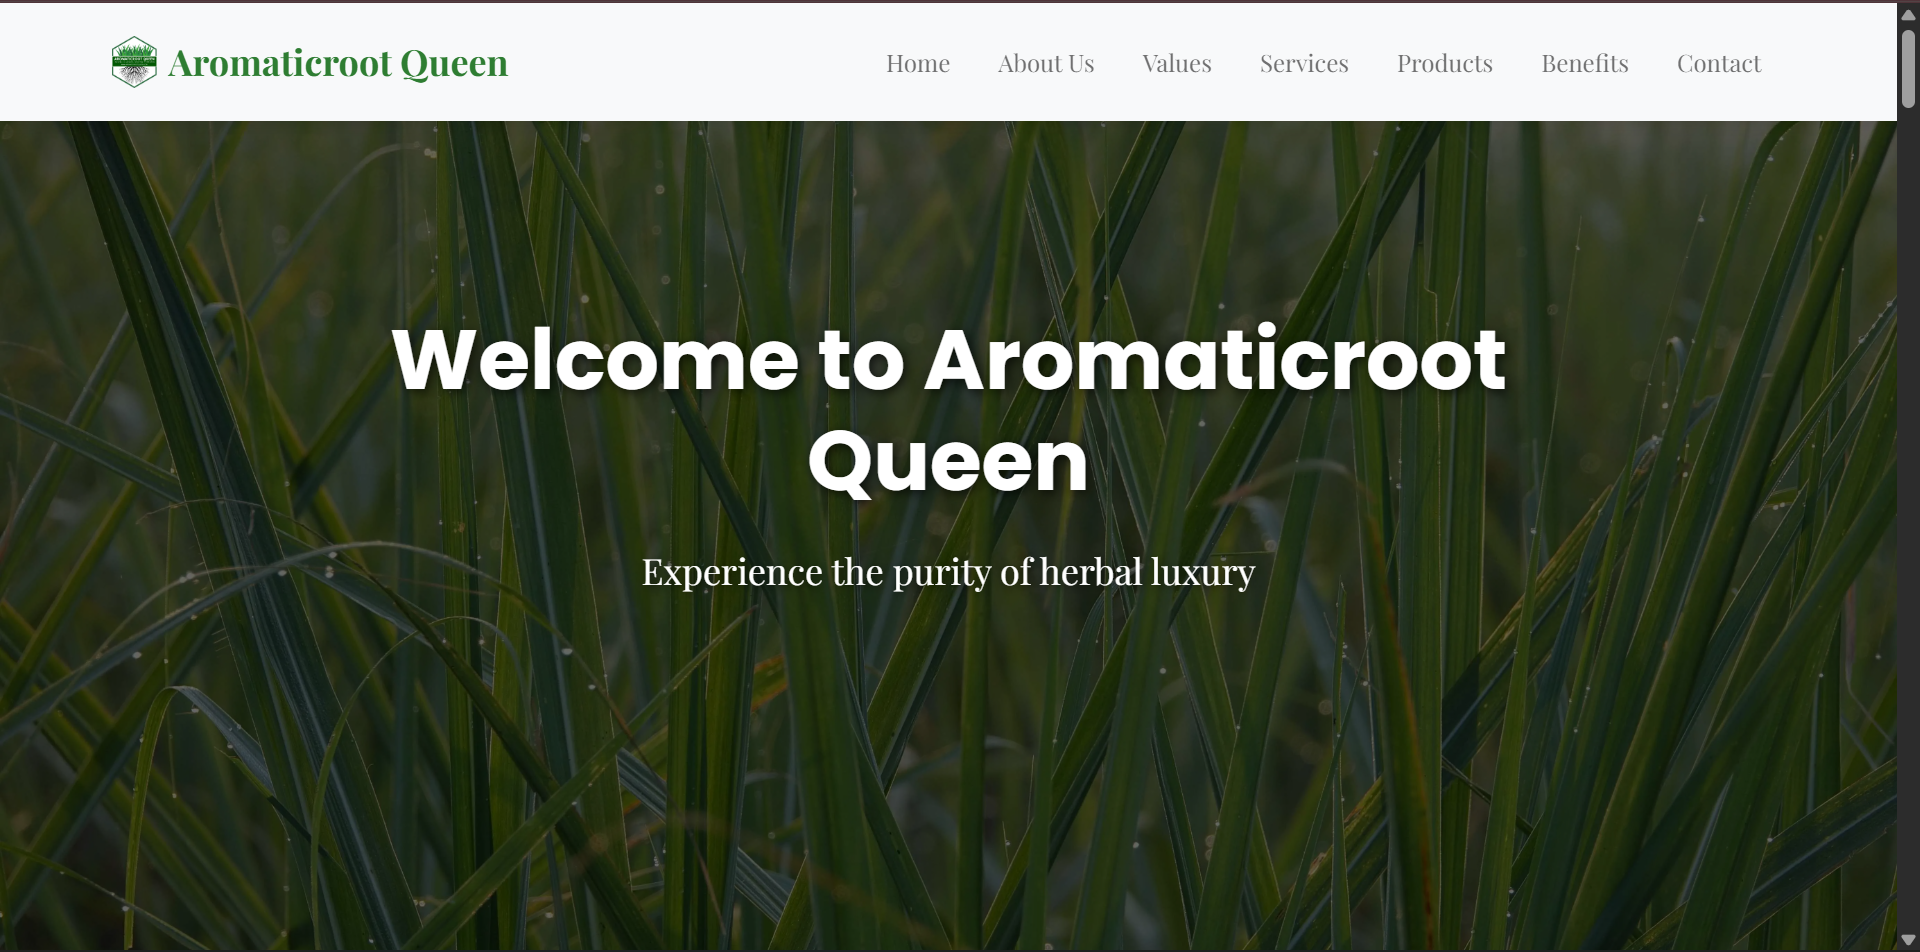 Aromaticroot Queen
Home About Us Values Services Products Benefits Contact
Welcome to Aromaticroot
Queen
Experience the purity of herbal luxury